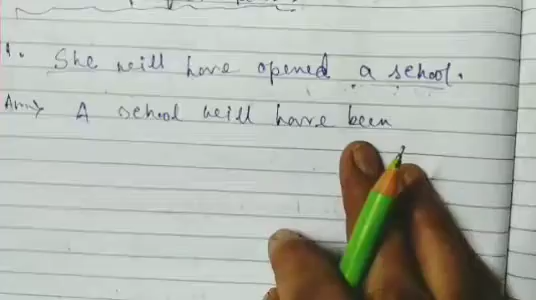 1. She will have opened a school.
Ans:- A school will have been